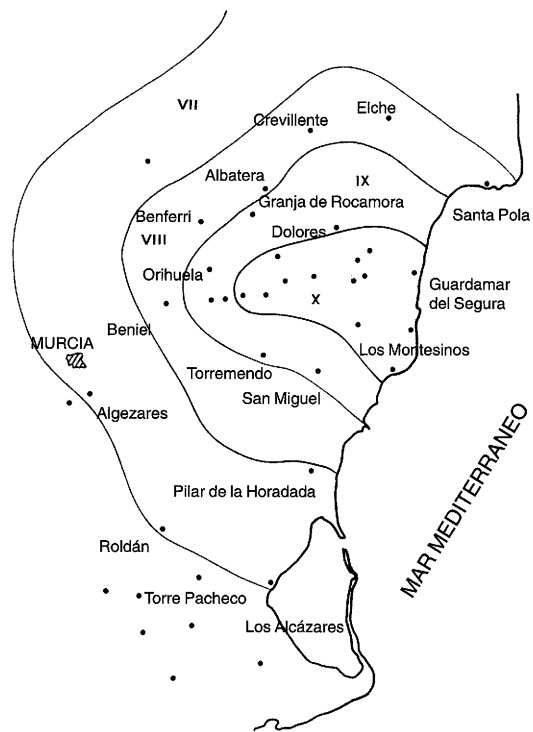 VII
Elche
Crevillente
Albatera
IX
Granja de Rocamora
Santa Pola
Benferri
Dolores
VIII
Orihuela
Guardamar
del Segura
X
Beniel
MURCIA
Los Montesinos
Torremendo
San Miguel
Algezares
MAR MEDITERRANEO
Pilar de la Horadada
Roldán
Torre Pacheco
Los Alcázares